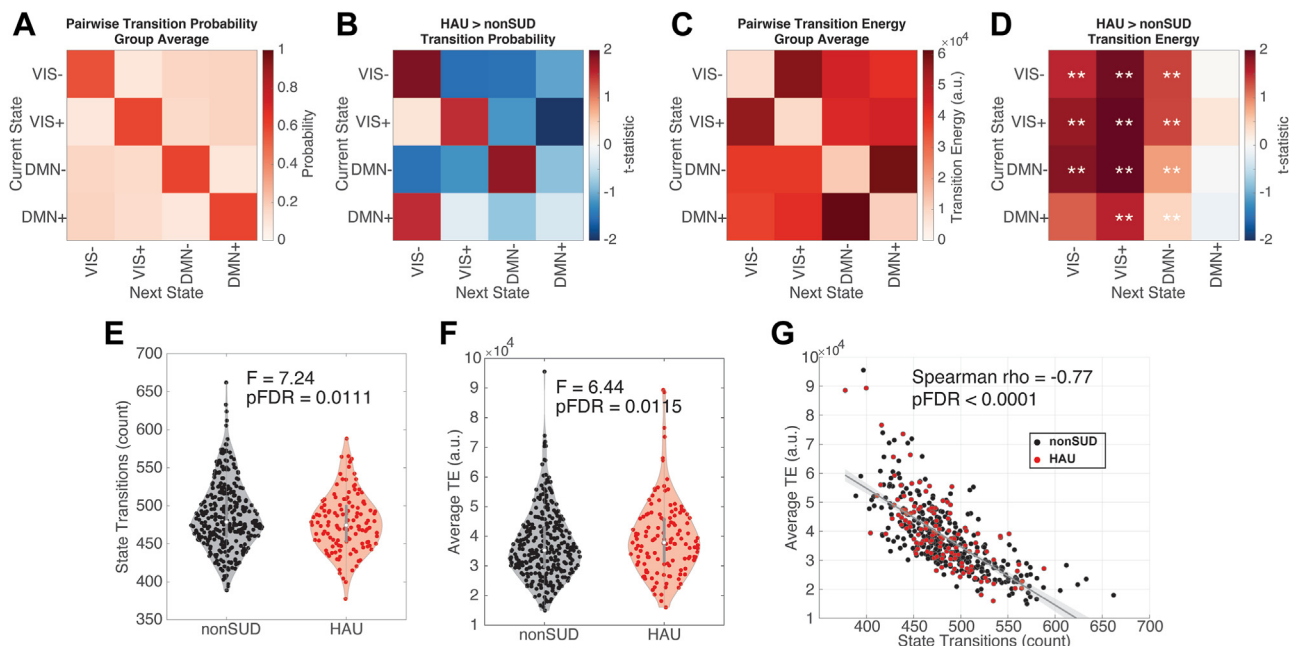 A
Pairwise Transition Probability
Group Average
Current State
VIS-
VIS+
DMN-
DMN+
VIS-
VIS+
DMN-
DMN+
Next State
1
0.8
0.6
0.4
0.2
0
Probability
B
HAU > nonSUD
Transition Probability
VIS-
VIS+
DMN-
DMN+
Current State
VIS-
VIS+
DMN-
DMN+
Next State
2
1
0
-1
-2
t-statistic
C
Pairwise Transition Energy
Group Average
Current State
VIS-
VIS+
DMN-
DMN+
VIS-
VIS+
DMN-
DMN+
Next State
×10⁴
6
5
4
3
2
1
0
Transition Energy (a.u.)
D
HAU > nonSUD
Transition Energy
Current State
VIS-
VIS+
DMN-
DMN+
** ** **
** ** **
** ** **
** **
VIS-
VIS+
DMN-
DMN+
Next State
2
1
0
-1
-2
t-statistic
E
State Transitions (count)
700
650
600
550
500
450
400
350
F = 7.24
pFDR = 0.0111
nonSUD
HAU
F
×10⁴
Average TE (a.u.)
10
9
8
7
6
5
4
3
2
1
F = 6.44
pFDR = 0.0115
nonSUD
HAU
G
×10⁴
Average TE (a.u.)
10
9
8
7
6
5
4
3
2
1
Spearman rho = -0.77
pFDR < 0.0001
nonSUD
HAU
400
450
500
550
600
650
700
State Transitions (count)